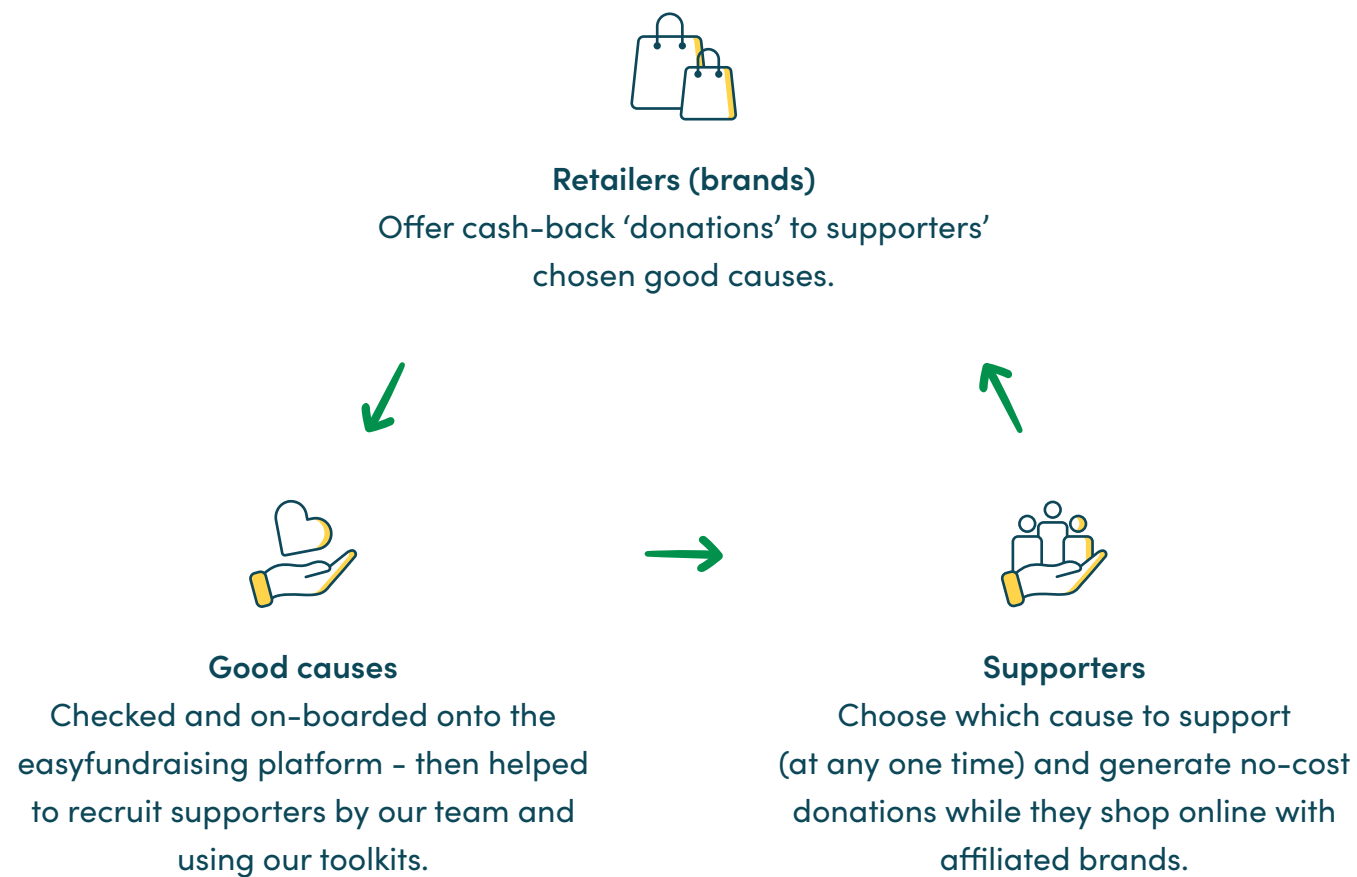 Retailers (brands)
Offer cash-back ‘donations’ to supporters’
chosen good causes.
Good causes
Checked and on-boarded onto the
easyfundraising platform - then helped
to recruit supporters by our team and
using our toolkits.
Supporters
Choose which cause to support
(at any one time) and generate no-cost
donations while they shop online with
affiliated brands.